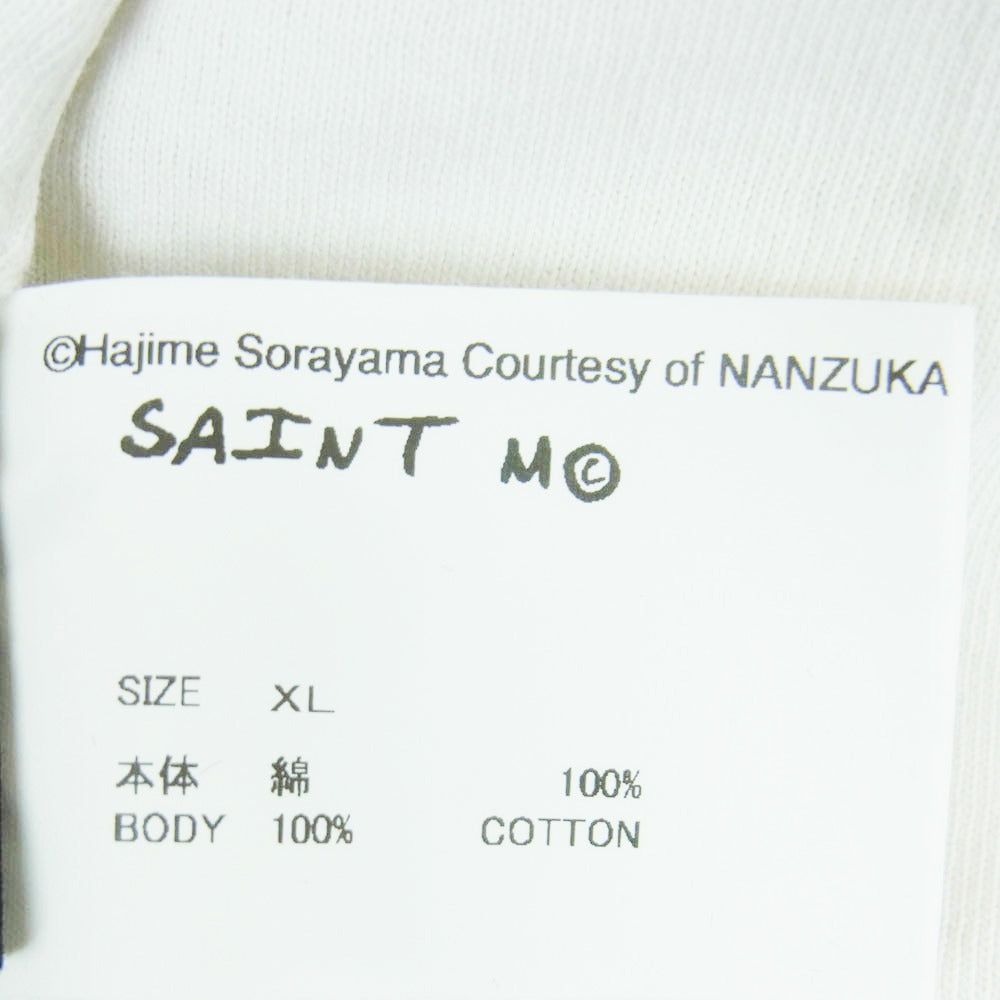 ©Hajime Sorayama Courtesy of NANZUKA
SAINT M©
SIZE XL
本体 綿 100%
BODY 100% COTTON